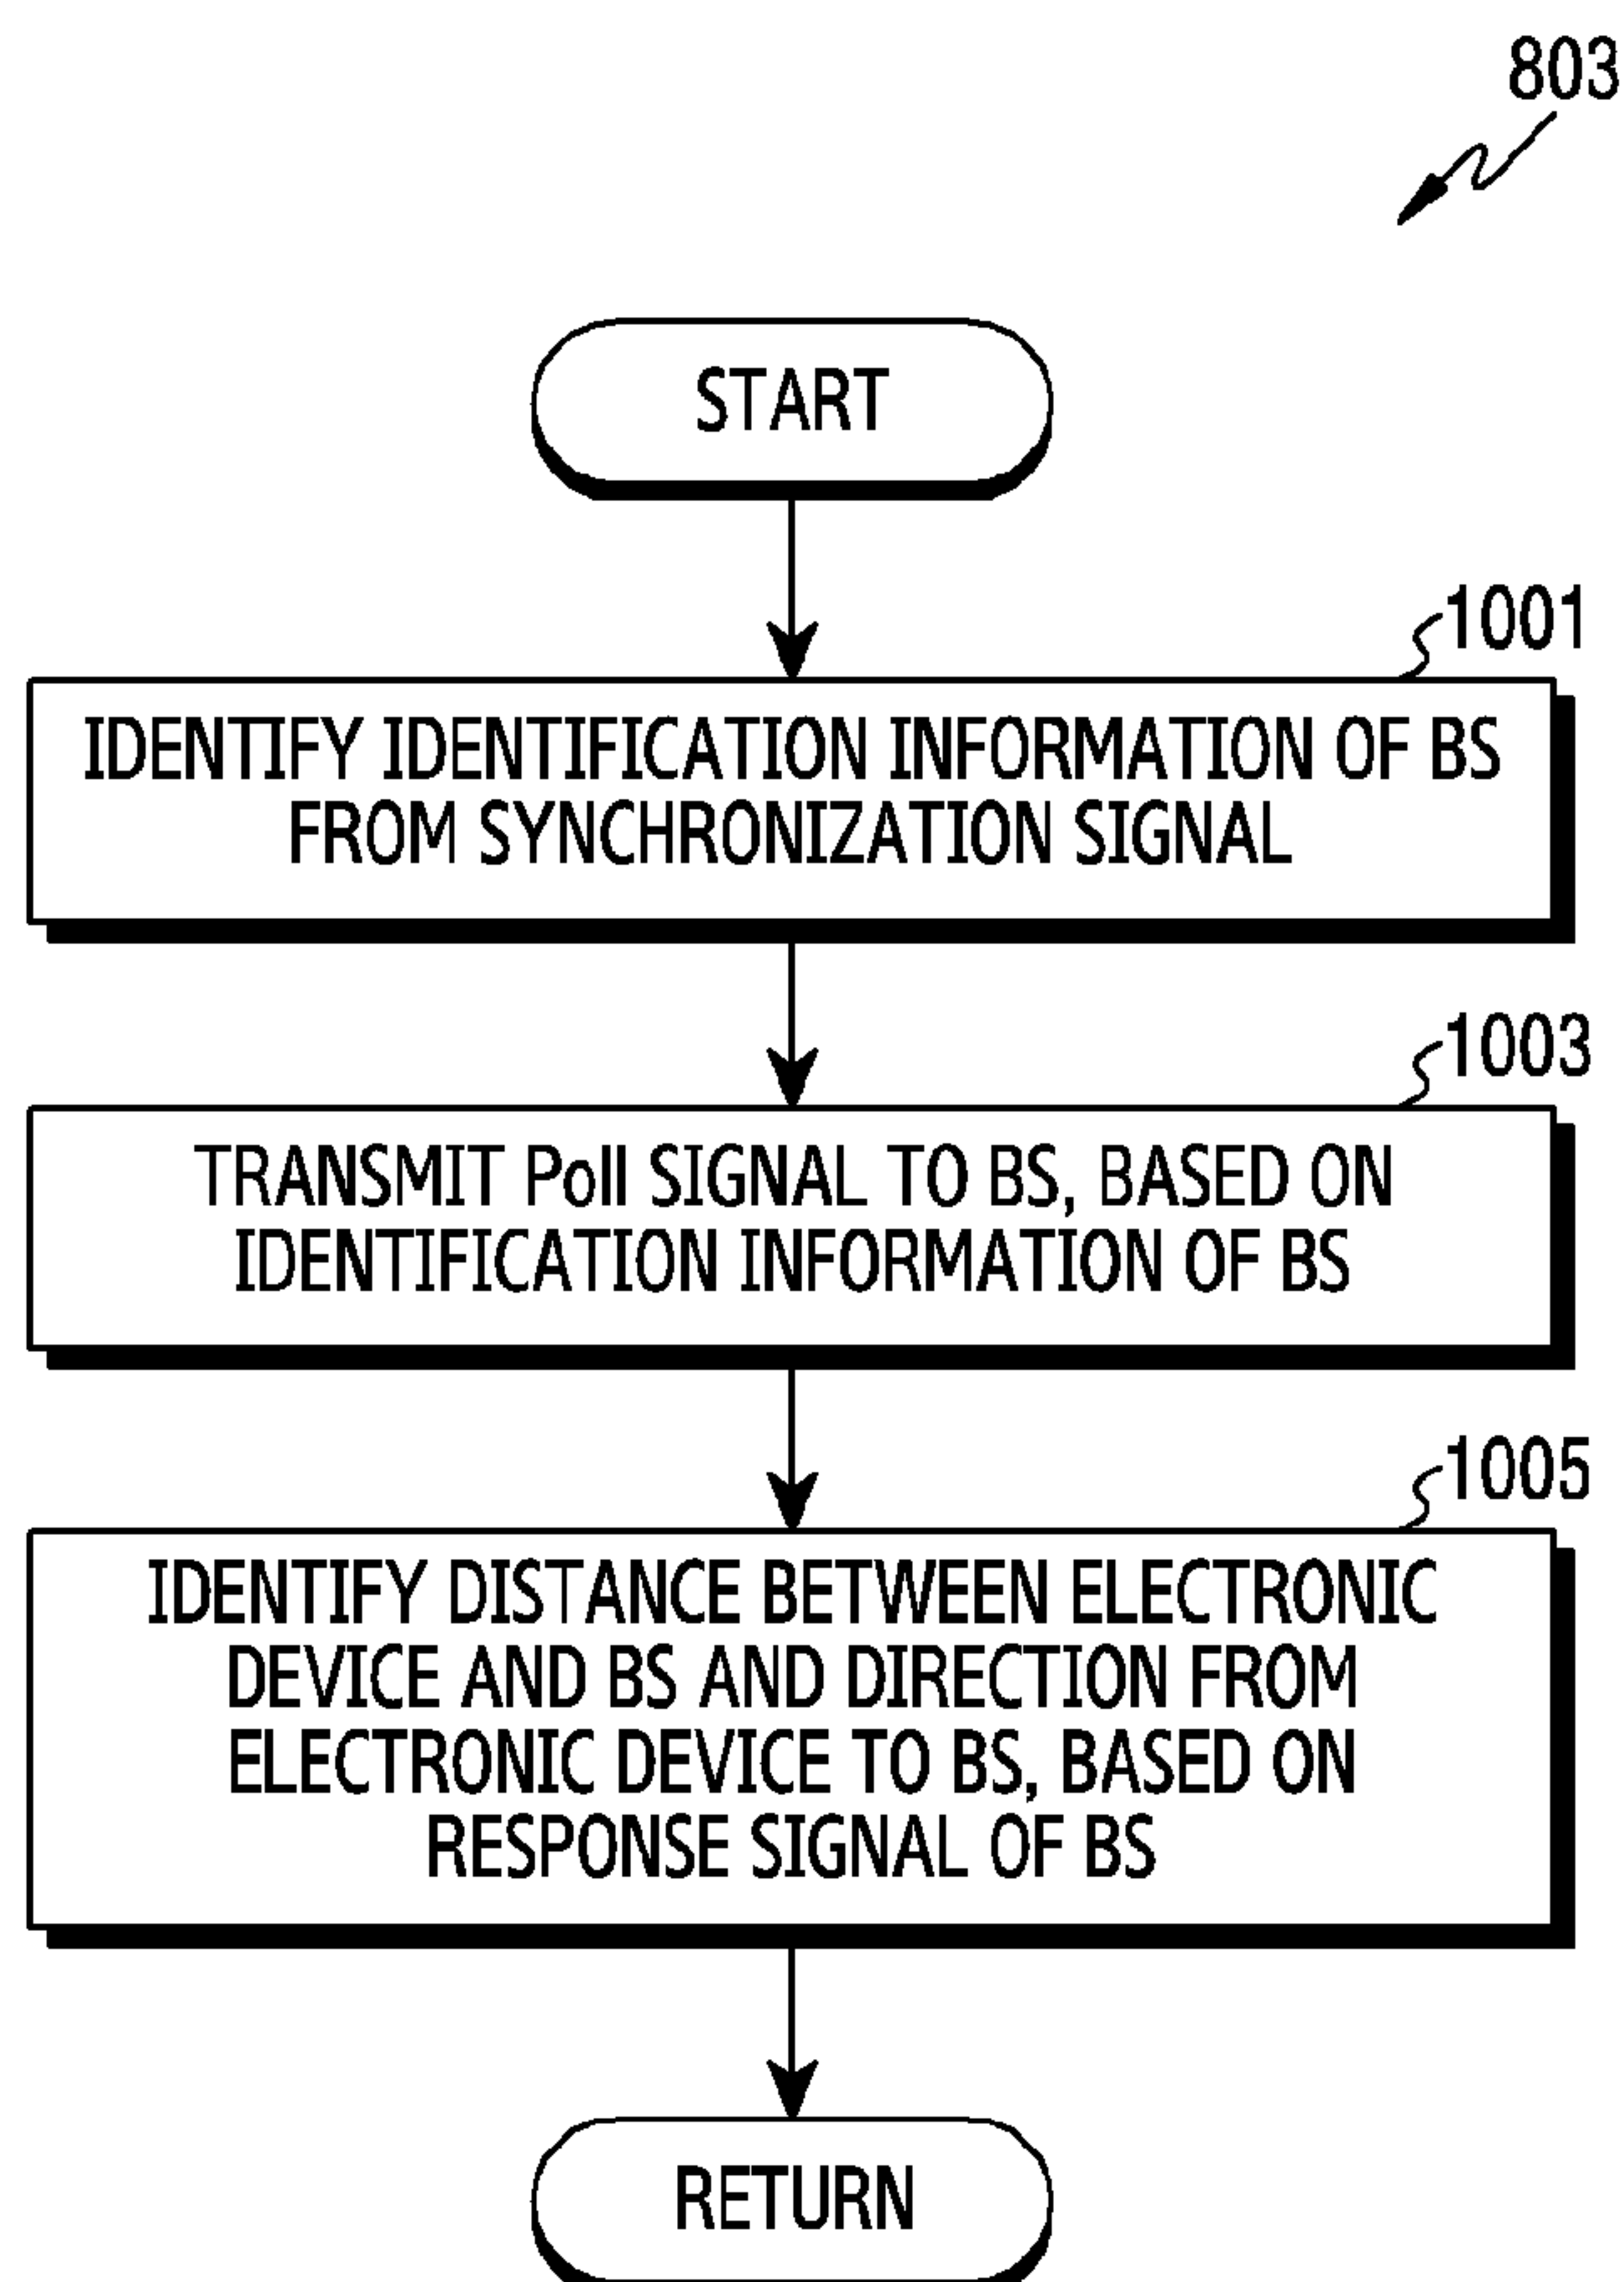 803
START
1001
IDENTIFY IDENTIFICATION INFORMATION OF BS
FROM SYNCHRONIZATION SIGNAL
1003
TRANSMIT Poll SIGNAL TO BS, BASED ON
IDENTIFICATION INFORMATION OF BS
1005
IDENTIFY DISTANCE BETWEEN ELECTRONIC
DEVICE AND BS AND DIRECTION FROM
ELECTRONIC DEVICE TO BS, BASED ON
RESPONSE SIGNAL OF BS
RETURN